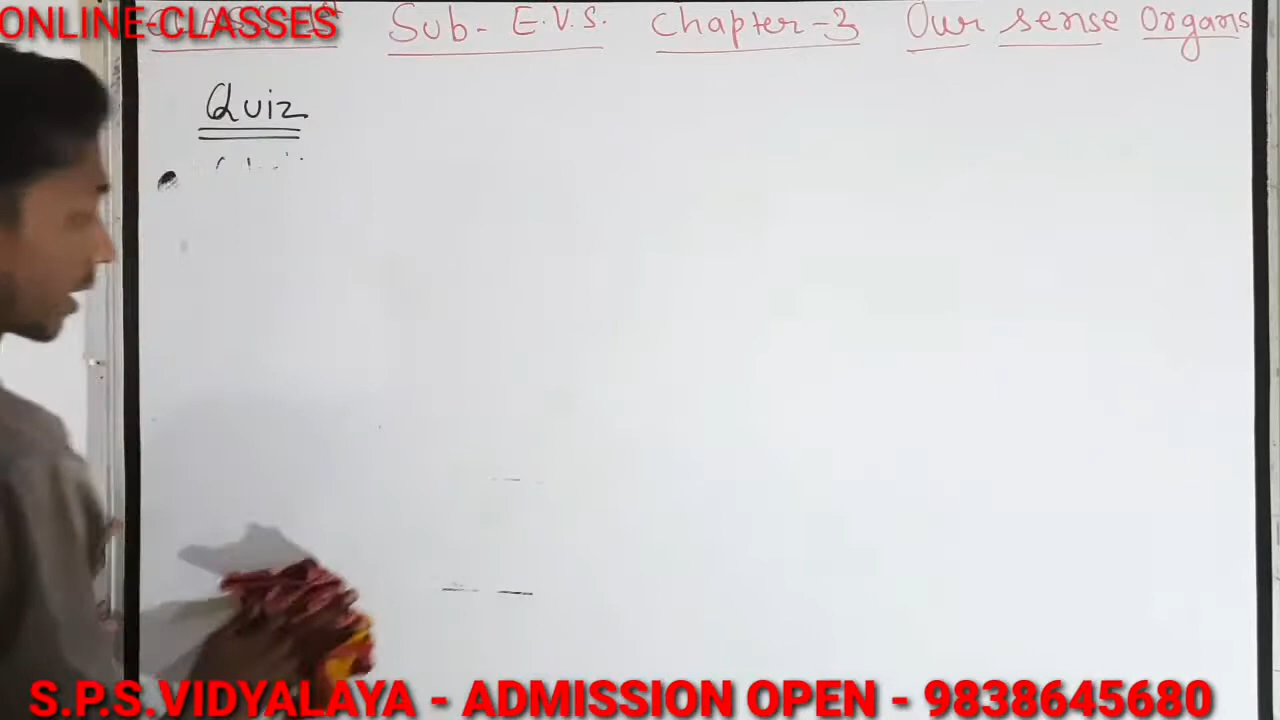 ONLINE-CLASSES
Sub- E.V.S. Chapter-3 Our sense Organs
Quiz
S.P.S.VIDYALAYA - ADMISSION OPEN - 9838645680